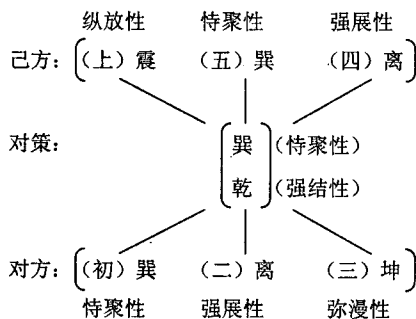 纵放性 恃聚性 强展性
己方：（上）震 （五）巽 （四）离
对策： 巽（恃聚性）
乾（强结性）
对方：（初）巽 （二）离 （三）坤
恃聚性 强展性 弥漫性